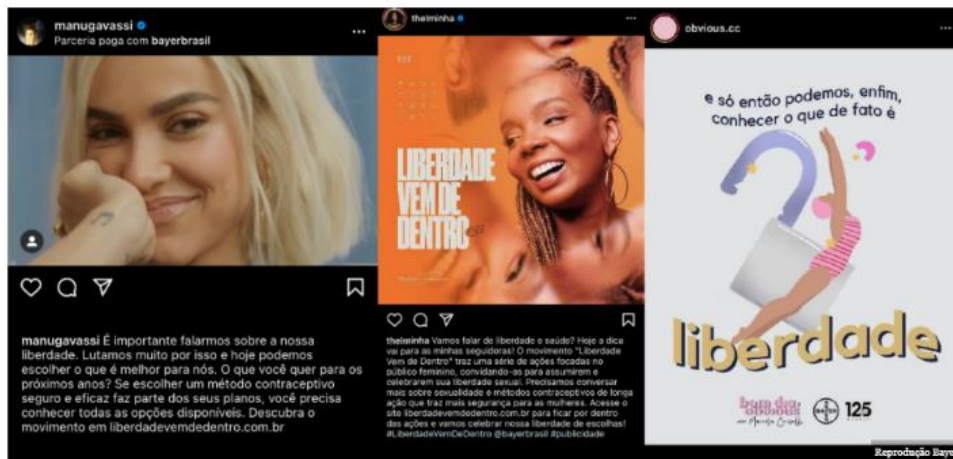 manugavassi
Parceria paga com bayerbrasil
manugavassi É importante falarmos sobre a nossa
liberdade. Lutamos muito por isso e hoje podemos
escolher o que é melhor para nós. O que você quer para os
próximos anos? Se escolher um método contraceptivo
seguro e eficaz faz parte dos seus planos, você precisa
conhecer todas as opções disponíveis. Descubra o
movimento em liberdadevemdedentro.com.br
thelminha
LIBERDADE
VEM DE
DENTRO
thelminha Vamos falar de liberdade e saúde? Hoje a dica
vai para as minhas seguidoras! O movimento "Liberdade
Vem de Dentro" traz uma série de ações focadas no
público feminino, convidando-as para assumirem e
celebrarem sua liberdade sexual. Precisamos conversar
mais sobre sexualidade e métodos contraceptivos de longa
ação que traz mais segurança para as mulheres. Acesse o
site liberdadevemdedentro.com.br para ficar por dentro
das ações e vamos celebrar nossa liberdade de escolhas!
#LiberdadeVemDeDentro @bayerbrasil #publicidade
obvious.cc
e só então podemos, enfim,
conhecer o que de fato é
liberdade
bom dia,
obvious
BAYER
125
Reprodução Baye